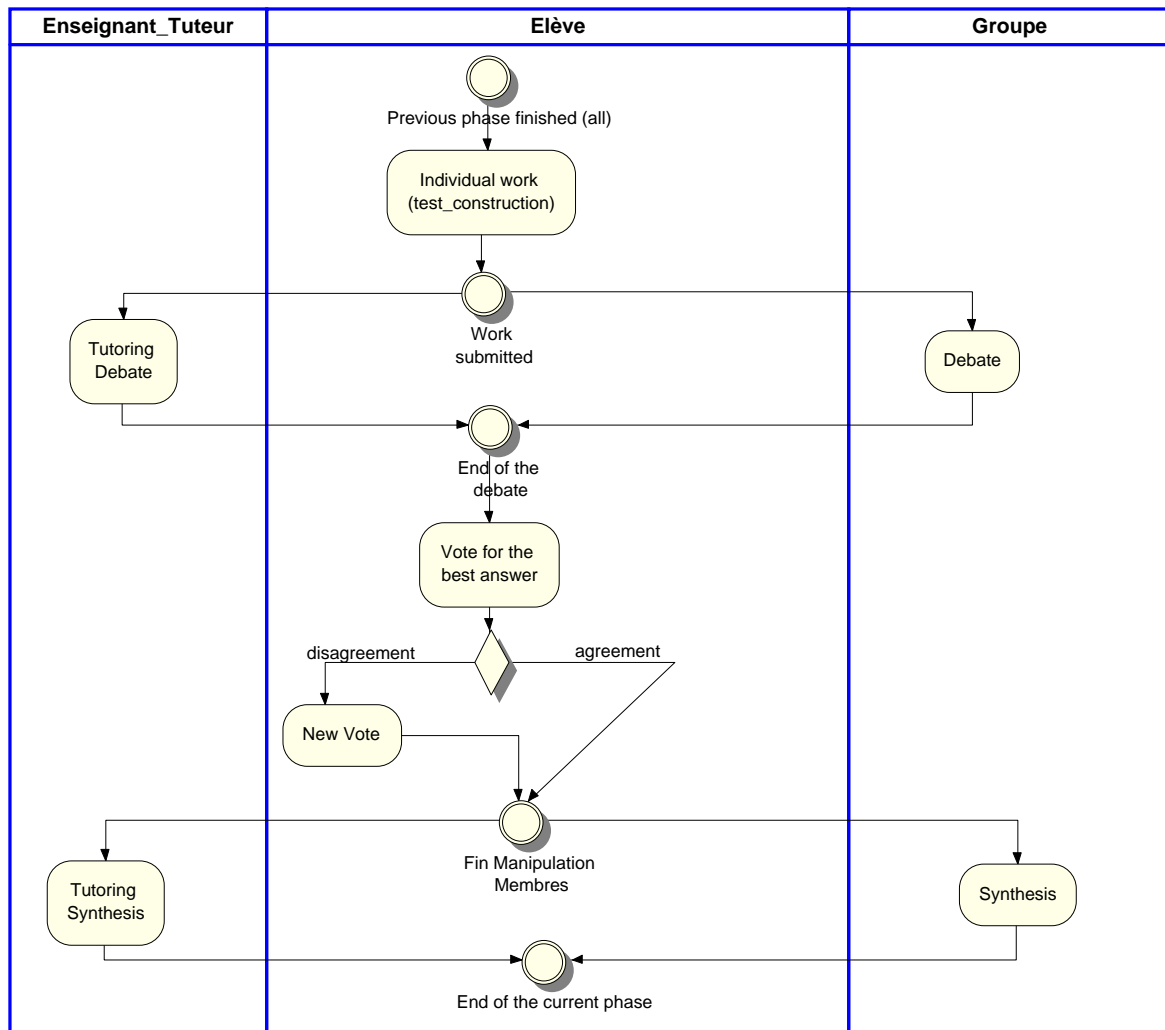 Enseignant_Tuteur
Elève
Groupe
Previous phase finished (all)
Individual work
(test_construction)
Work
submitted
Tutoring
Debate
Debate
End of the
debate
Vote for the
best answer
disagreement
agreement
New Vote
Fin Manipulation
Membres
Tutoring
Synthesis
Synthesis
End of the current phase